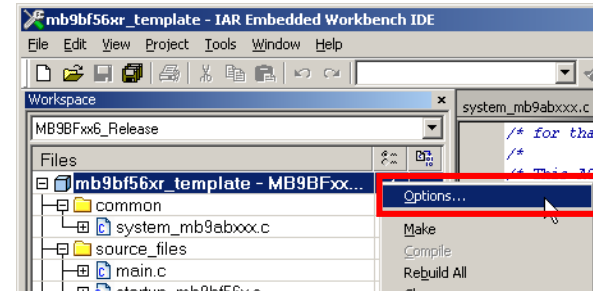 mb9bf56xr_template - IAR Embedded Workbench IDE
File Edit View Project Tools Window Help
Workspace
system_mb9abxxx.c
MB9BFxx6_Release
/* for tha
Files
/*
mb9bf56xr_template - MB9BFxx...
Options...
common
system_mb9abxxx.c
Make
source_files
Compile
main.c
Rebuild All